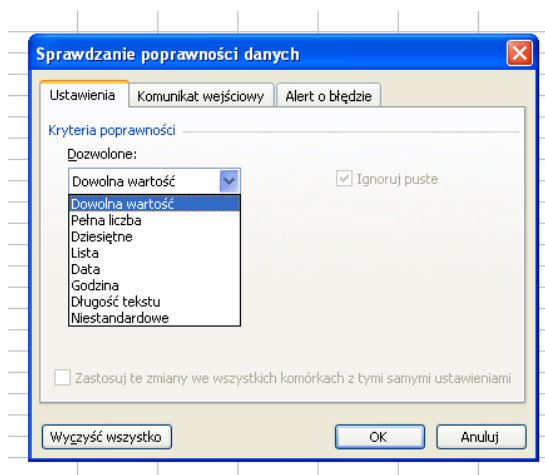 Sprawdzanie poprawności danych
Ustawienia Komunikat wejściowy Alert o błędzie
Kryteria poprawności
Dozwolone:
Dowolna wartość Ignoruj puste
Dowolna wartość
Pełna liczba
Dziesiętne
Lista
Data
Godzina
Długość tekstu
Niestandardowe
Zastosuj te zmiany we wszystkich komórkach z tymi samymi ustawieniami
Wyczyść wszystko OK Anuluj